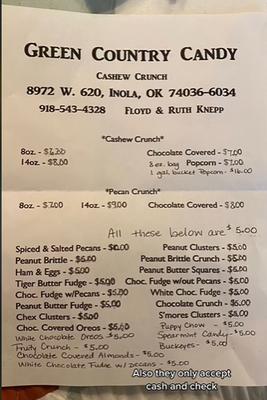 GREEN COUNTRY CANDY
CASHEW CRUNCH
8972 W. 620, INOLA, OK 74036-6034
918-543-4328 FLOYD & RUTH KNEPP
*Cashew Crunch*
8oz. - $6.00 Chocolate Covered - $7.00
14oz. - $8.00 8 oz. bag Popcorn - $7.00
1 gal. bucket Popcorn - $16.00
*Pecan Crunch*
8oz. - $7.00 14oz. - $9.00 Chocolate Covered - $8.00
All these below are $5.00
Spiced & Salted Pecans - $6.00 Peanut Clusters - $5.00
Peanut Brittle - $6.00 Peanut Brittle Crunch - $5.00
Ham & Eggs - $5.00 Peanut Butter Squares - $6.00
Tiger Butter Fudge - $5.00 Choc. Fudge w/out Pecans - $5.00
Choc. Fudge w/Pecans - $5.00 White Choc. Fudge - $5.00
Peanut Butter Fudge - $5.00 Chocolate Crunch - $6.00
Chex Clusters - $5.00 S'mores Clusters - $5.00
Choc. Covered Oreos - $5.00 Puppy Chow - $5.00
White Chocolate Oreos - $5.00 Spearmint Candy - $5.00
Fruity Crunch - $5.00 Buckeyes - $5.00
Chocolate Covered Almonds - $5.00
White Chocolate Fudge w/ pecans - $5.00
Also they only accept
cash and check